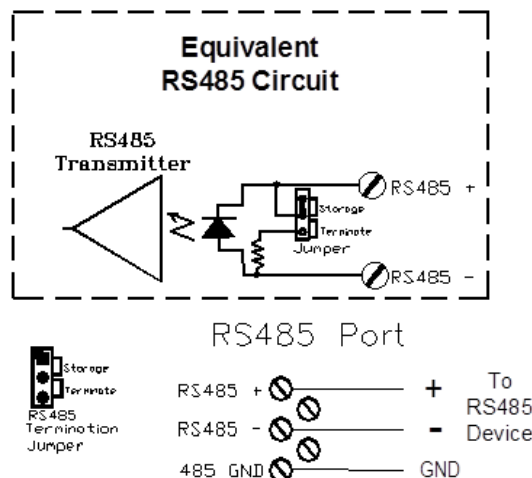 Equivalent
RS485 Circuit
RS485
Transmitter
RS485 +
Storage
Terminate
Jumper
RS485 -
RS485 Port
Storage
Terminate
RS485
Termination
Jumper
RS485 +
RS485 -
485 GND
+
-
GND
To
RS485
Device